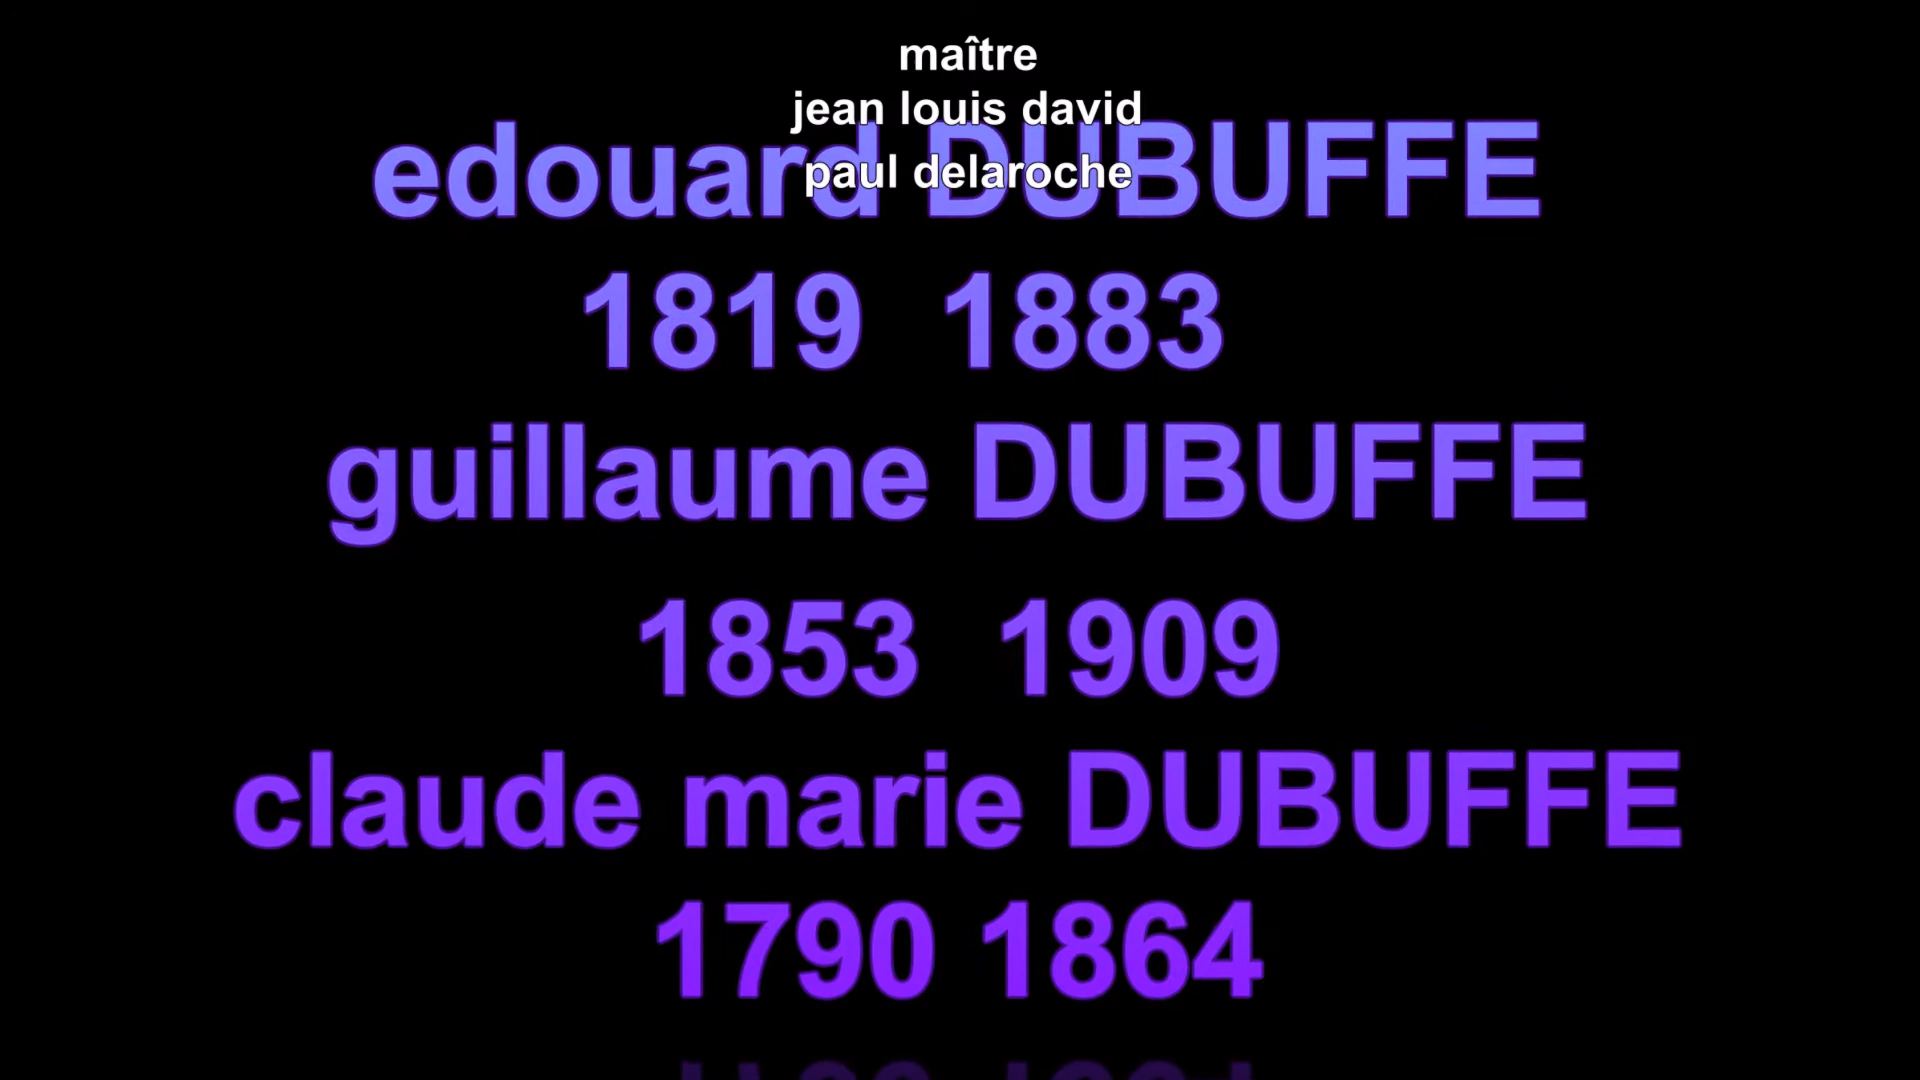 maître
jean louis david
paul delaroche
edouard DUBUFFE
1819 1883
guillaume DUBUFFE
1853 1909
claude marie DUBUFFE
1790 1864